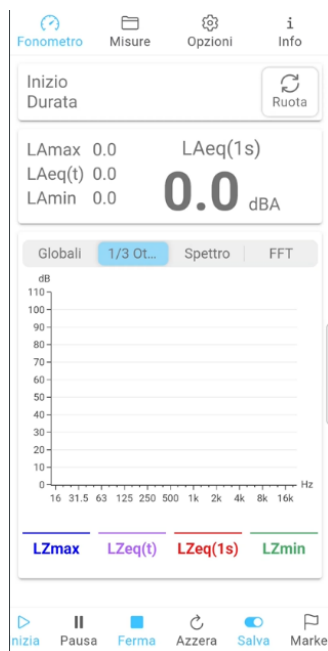 Fonometro Misure Opzioni Info
Inizio
Durata
Ruota
LAmax 0.0
LAeq(t) 0.0
LAmin 0.0
LAeq(1s)
0.0 dBA
Globali 1/3 Ot... Spettro FFT
dB
110
100
90
80
70
60
50
40
30
20
10
0
Hz
16 31.5 63 125 250 500 1k 2k 4k 8k 16k
LZmax LZeq(t) LZeq(1s) LZmin
nizia Pausa Ferma Azzera Salva Marke